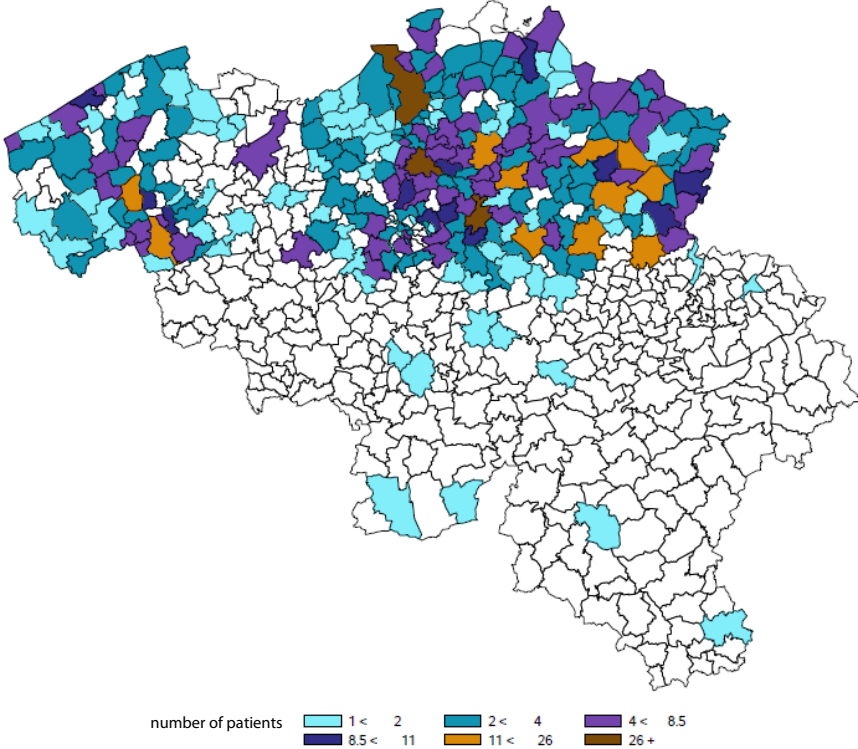 number of patients 1 < 2 2 < 4 4 < 8.5
8.5 < 11 11 < 26 26 +